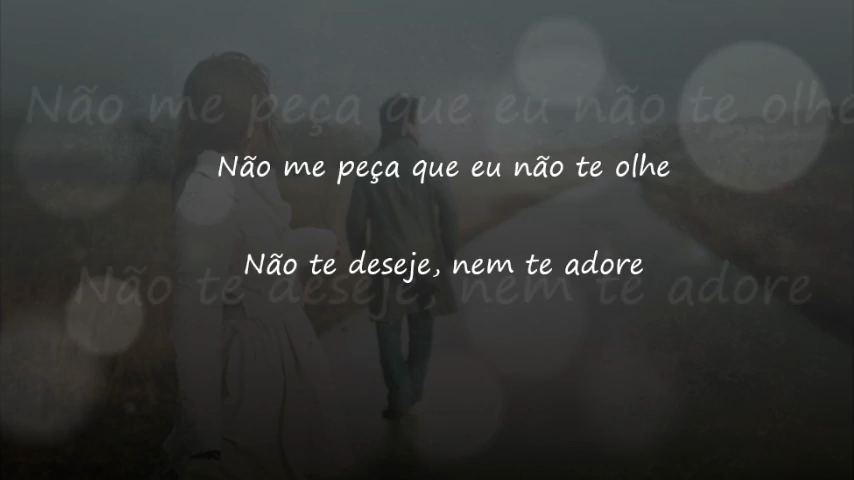 Não me peça que eu não te olhe
Não me peça que eu não te olhe
Não te deseje, nem te adore
Não te deseje, nem te adore